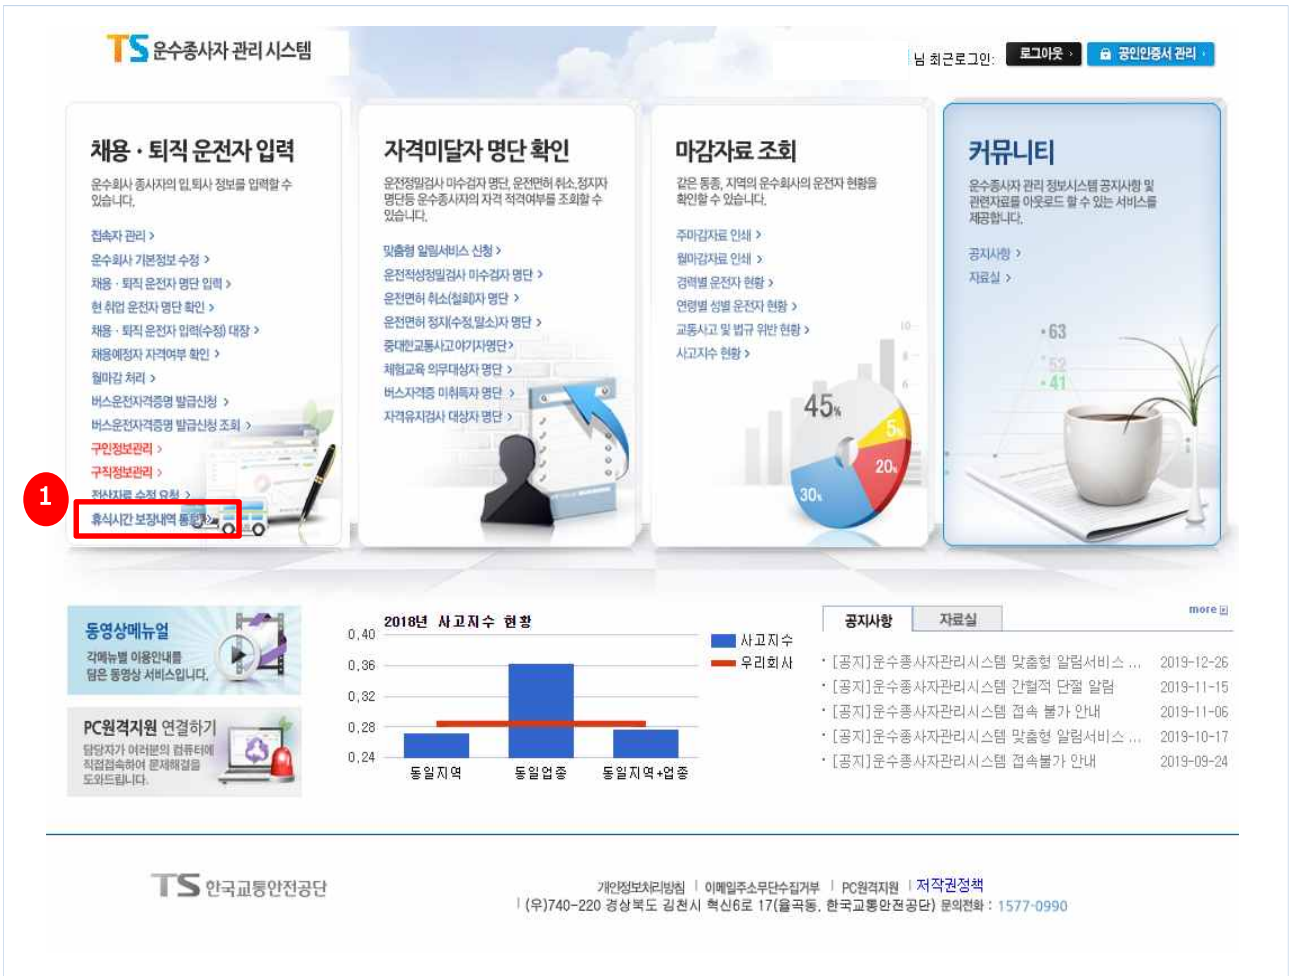 TS 운수종사자 관리 시스템
님 최근로그인:
로그아웃
공인인증서 관리
채용 · 퇴직 운전자 입력
운수회사 종사자의 입,퇴사 정보를 입력할 수
있습니다.
접속자 관리 >
운수회사 기본정보 수정 >
채용 · 퇴직 운전자 명단 입력 >
현 취업 운전자 명단 확인 >
채용 · 퇴직 운전자 입력(수정) 대장 >
채용예정자 자격여부 확인 >
월마감 처리 >
버스운전자격증명 발급신청 >
버스운전자격증명 발급신청 조회 >
구인정보관리 >
구직정보관리 >
전산자료 수정 요청 >
1
휴식시간 보장내역
자격미달자 명단 확인
운전정밀검사 미수검자 명단, 운전면허 취소,정지자
명단등 운수종사자의 자격 적격여부를 조회할 수
있습니다.
맞춤형 알림서비스 신청 >
운전적성정밀검사 미수검자 명단 >
운전면허 취소(철회)자 명단 >
운전면허 정지(수정,말소)자 명단 >
중대한교통사고야기자명단>
체험교육 의무대상자 명단 >
버스자격증 미취득자 명단 >
자격유지검사 대상자 명단 >
마감자료 조회
같은 동종, 지역의 운수회사의 운전자 현황을
확인할 수 있습니다.
주마감자료 인쇄 >
월마감자료 인쇄 >
경력별 운전자 현황 >
연령별 성별 운전자 현황 >
교통사고 및 법규 위반 현황 >
사고지수 현황 >
10
8
6
45%
5%
20%
30%
커뮤니티
운수종사자 관리 정보시스템 공지사항 및
관련자료를 아웃로드 할 수 있는 서비스를
제공합니다.
공지사항 >
자료실 >
63
52
41
동영상메뉴얼
각메뉴별 이용안내를
담은 동영상 서비스입니다.
PC원격지원 연결하기
담당자가 여러분의 컴퓨터에
직접접속하여 문제해결을
도와드립니다.
2018년 사고지수 현황
0,40
0,36
0,32
0,28
0,24
동일지역 동일업종 동일지역+업종
사고지수
우리회사
공지사항 자료실 more
[공지]운수종사자관리시스템 맞춤형 알림서비스 ... 2019-12-26
[공지]운수종사자관리시스템 간헐적 단절 알람 2019-11-15
[공지]운수종사자관리시스템 접속 불가 안내 2019-11-06
[공지]운수종사자관리시스템 맞춤형 알림서비스 ... 2019-10-17
[공지]운수종사자관리시스템 접속불가 안내 2019-09-24
TS 한국교통안전공단
개인정보처리방침 | 이메일주소무단수집거부 | PC원격지원 | 저작권정책
| (우)740-220 경상북도 김천시 혁신6로 17(율곡동, 한국교통안전공단) 문의전화 : 1577-0990